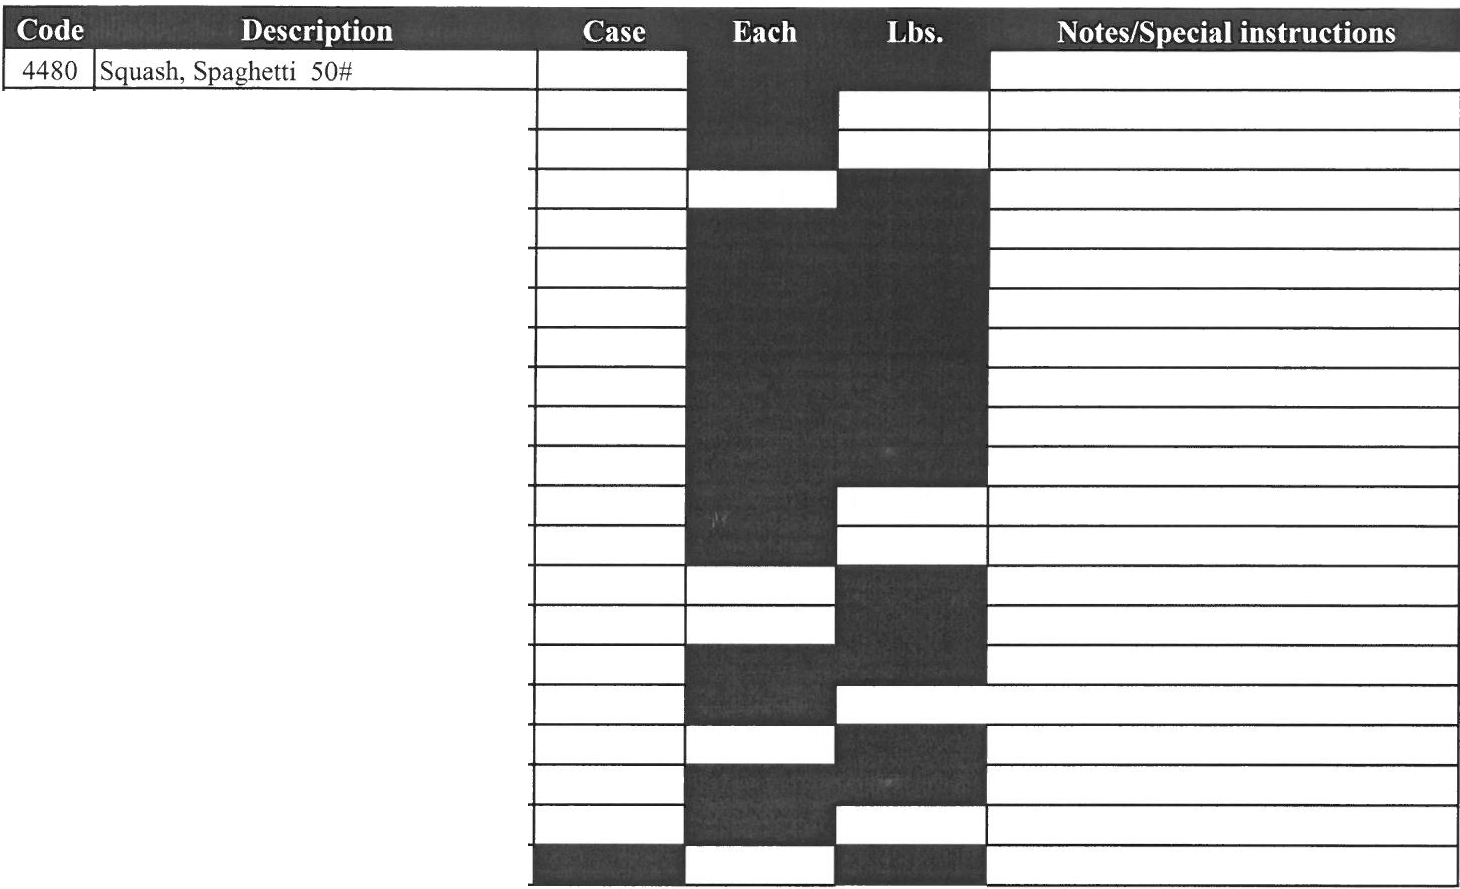 Code Description Case Each Lbs. Notes/Special instructions
4480 Squash, Spaghetti 50#